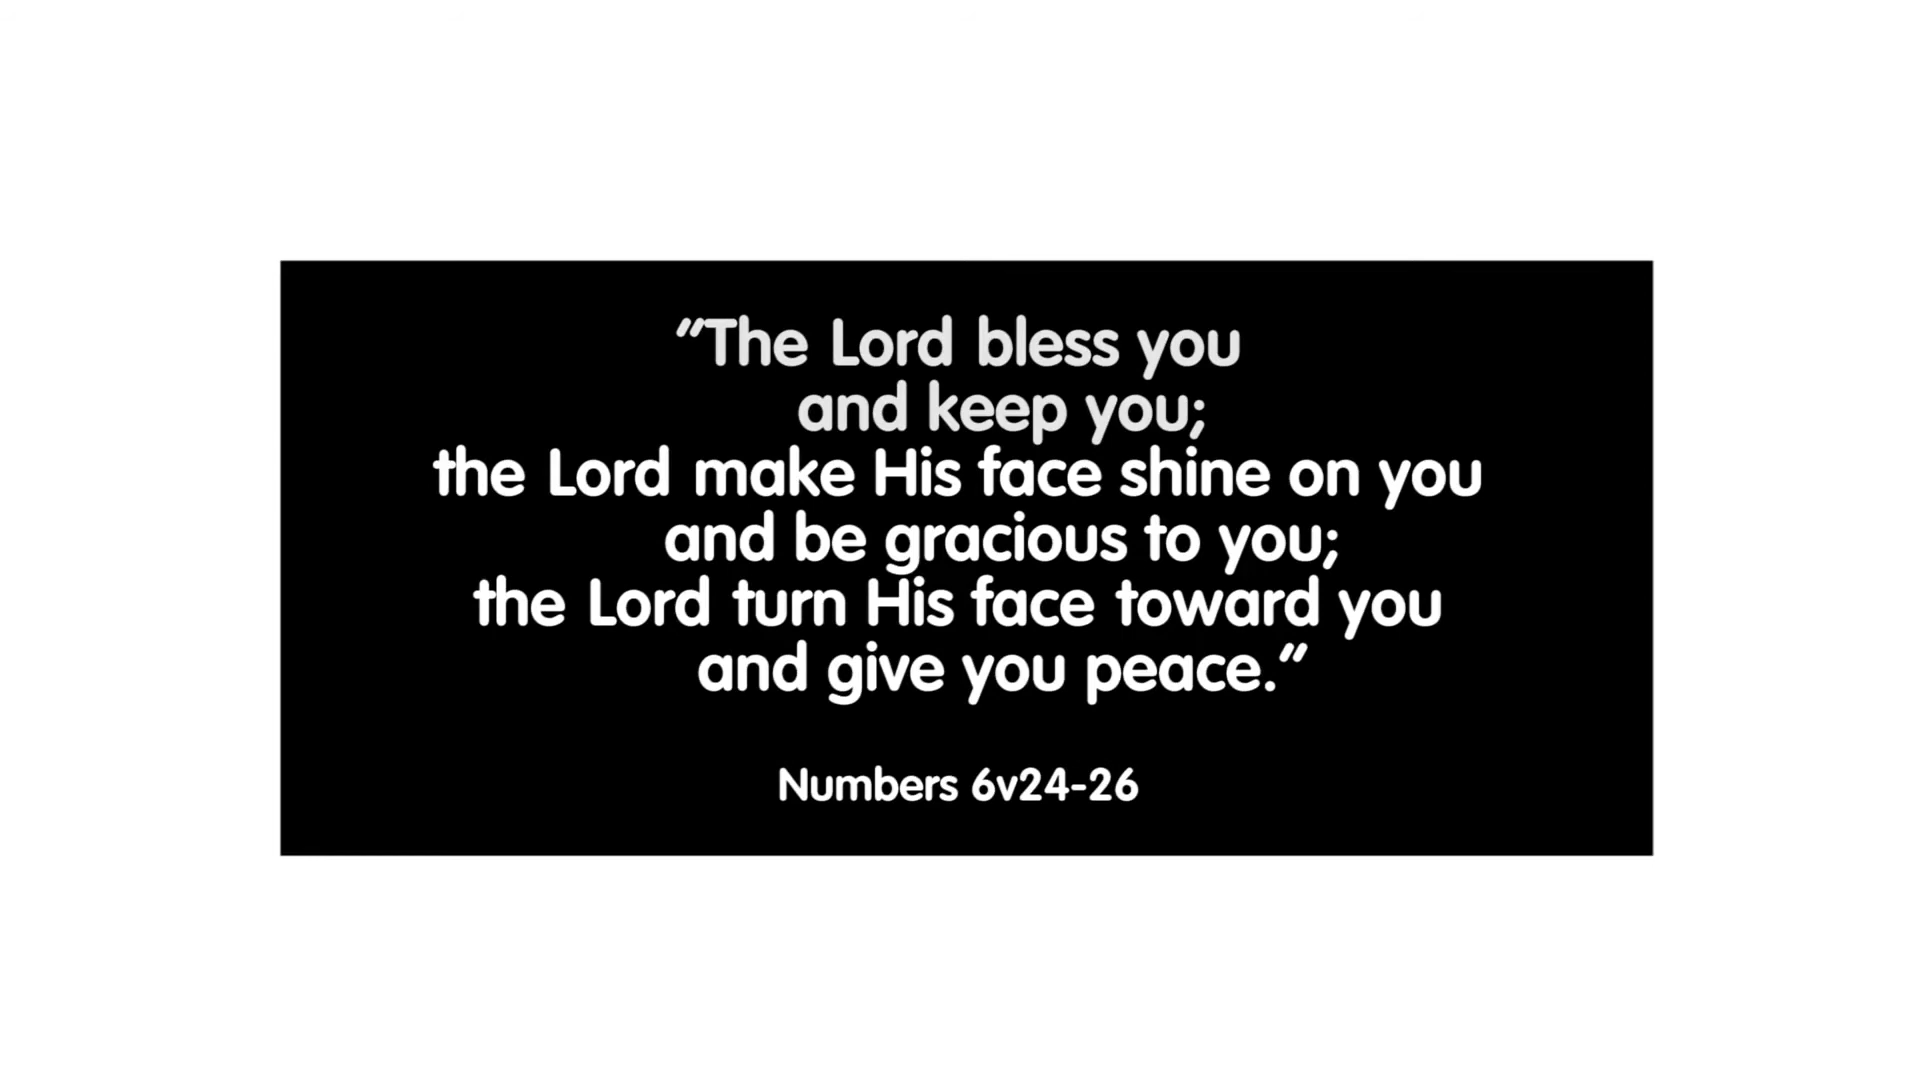 “The Lord bless you
and keep you;
the Lord make His face shine on you
and be gracious to you;
the Lord turn His face toward you
and give you peace.”
Numbers 6v24-26